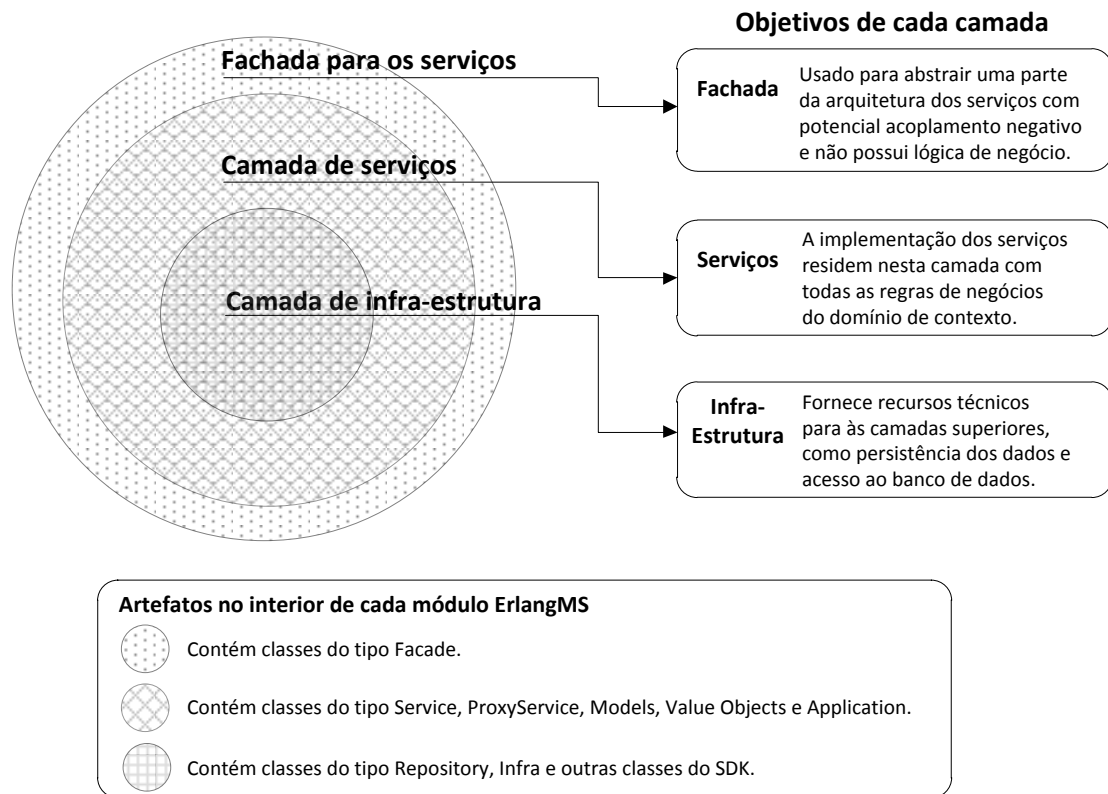 Objetivos de cada camada
Fachada para os serviços
Camada de serviços
Camada de infra-estrutura
Fachada
Usado para abstrair uma parte
da arquitetura dos serviços com
potencial acoplamento negativo
e não possui lógica de negócio.
Serviços
A implementação dos serviços
residem nesta camada com
todas as regras de negócios
do domínio de contexto.
Infra-
Estrutura
Fornece recursos técnicos
para às camadas superiores,
como persistência dos dados e
acesso ao banco de dados.
Artefatos no interior de cada módulo ErlangMS
Contém classes do tipo Facade.
Contém classes do tipo Service, ProxyService, Models, Value Objects e Application.
Contém classes do tipo Repository, Infra e outras classes do SDK.